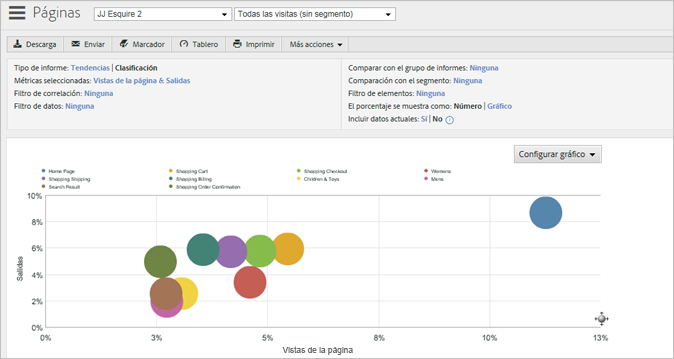 Páginas JJ Esquire 2 Todas las visitas (sin segmento)
Descarga Enviar Marcador Tablero Imprimir Más acciones
Tipo de informe: Tendencias | Clasificación
Métricas seleccionadas: Vistas de la página & Salidas
Filtro de correlación: Ninguna
Filtro de datos: Ninguna
Comparar con el grupo de informes: Ninguna
Comparación con el segmento: Ninguna
Filtro de elementos: Ninguna
El porcentaje se muestra como: Número | Gráfico
Incluir datos actuales: Sí | No
Configurar gráfico
Home Page Shopping Cart Shopping Checkout Womens
Shopping Shipping Shopping Billing Children & Toys Mens
Search Result Shopping Order Confirmation
10%
8%
6%
4%
2%
0%
Salidas
0% 3% 5% 8% 10% 13%
Vistas de la página